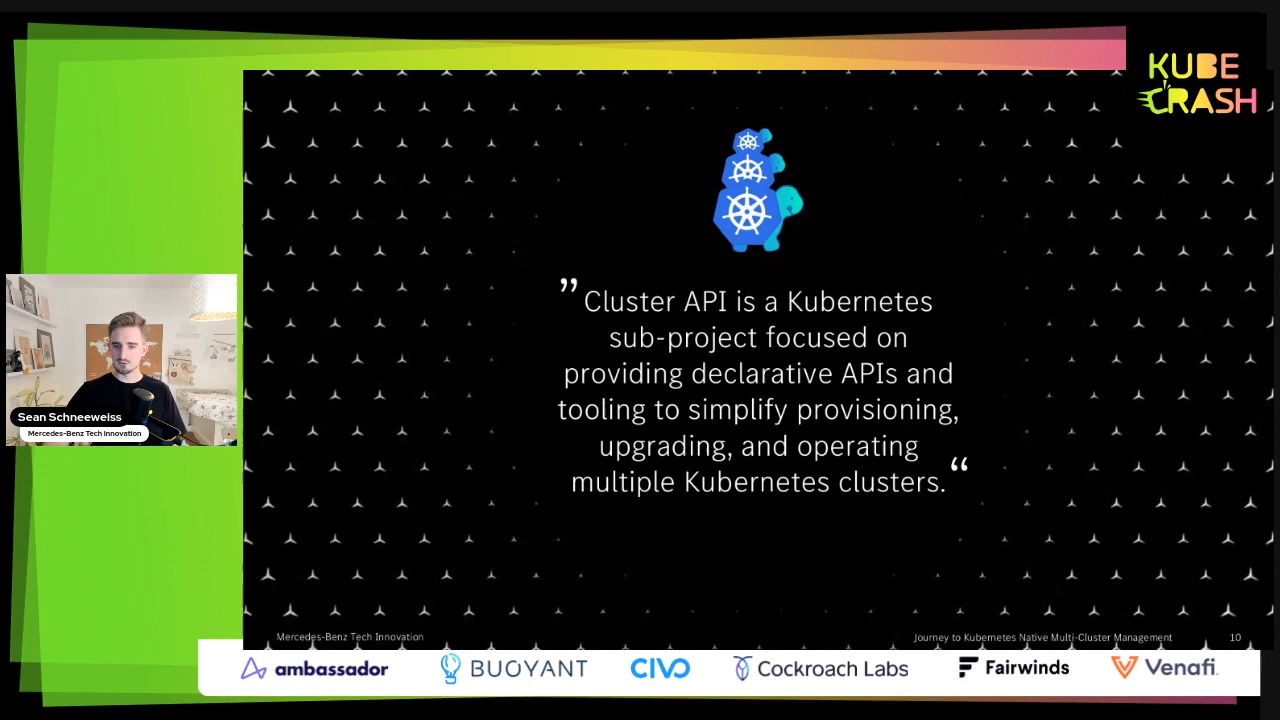 KUBE
CRASH
” Cluster API is a Kubernetes
sub-project focused on
providing declarative APIs and
tooling to simplify provisioning,
upgrading, and operating
multiple Kubernetes clusters. “
Sean Schneeweiss
Mercedes-Benz Tech Innovation
Mercedes-Benz Tech Innovation
Journey to Kubernetes Native Multi-Cluster Management
10
ambassador
BUOYANT
CIVO
Cockroach Labs
Fairwinds
Venafi.